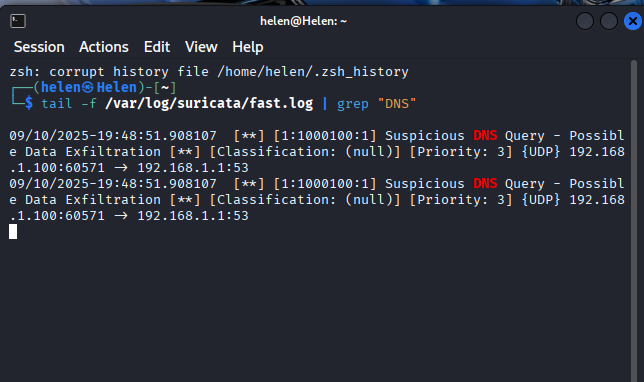 helen@Helen: ~
Session Actions Edit View Help
zsh: corrupt history file /home/helen/.zsh_history
┌──(helen㉿Helen)-[~]
└─$ tail -f /var/log/suricata/fast.log | grep "DNS"
09/10/2025-19:48:51.908107  [**] [1:1000100:1] Suspicious DNS Query - Possibl
e Data Exfiltration [**] [Classification: (null)] [Priority: 3] {UDP} 192.168
.1.100:60571 -> 192.168.1.1:53
09/10/2025-19:48:51.908107  [**] [1:1000100:1] Suspicious DNS Query - Possibl
e Data Exfiltration [**] [Classification: (null)] [Priority: 3] {UDP} 192.168
.1.100:60571 -> 192.168.1.1:53